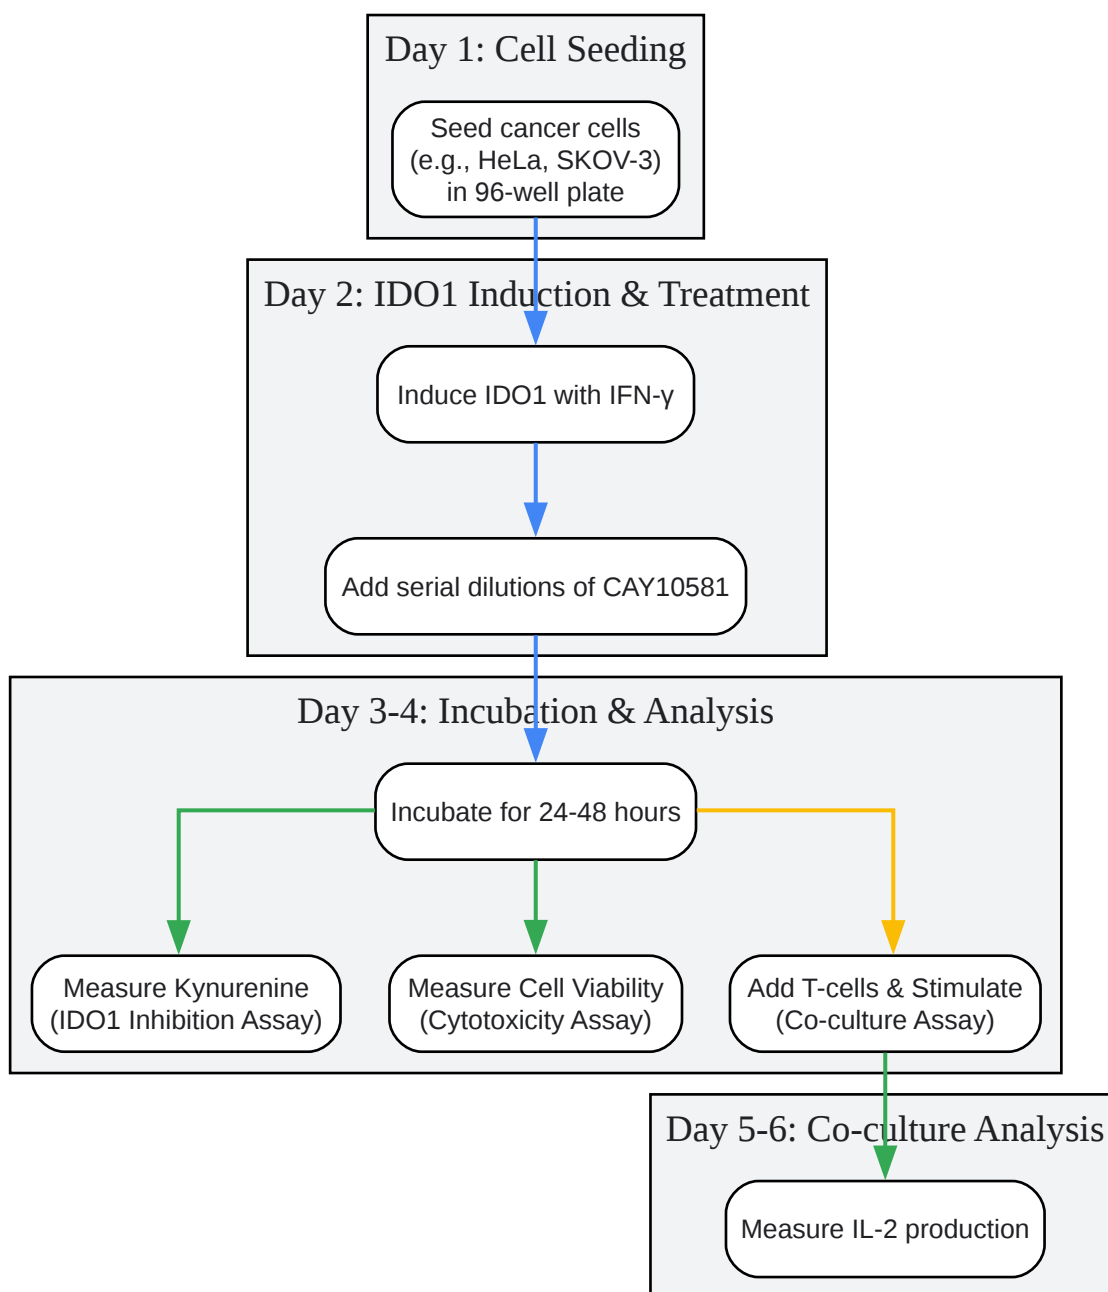 Day 1: Cell Seeding
Seed cancer cells
(e.g., HeLa, SKOV-3)
in 96-well plate
Day 2: IDO1 Induction & Treatment
Induce IDO1 with IFN-γ
Add serial dilutions of CAY10581
Day 3-4: Incubation & Analysis
Incubate for 24-48 hours
Measure Kynurenine
(IDO1 Inhibition Assay)
Measure Cell Viability
(Cytotoxicity Assay)
Add T-cells & Stimulate
(Co-culture Assay)
Day 5-6: Co-culture Analysis
Measure IL-2 production